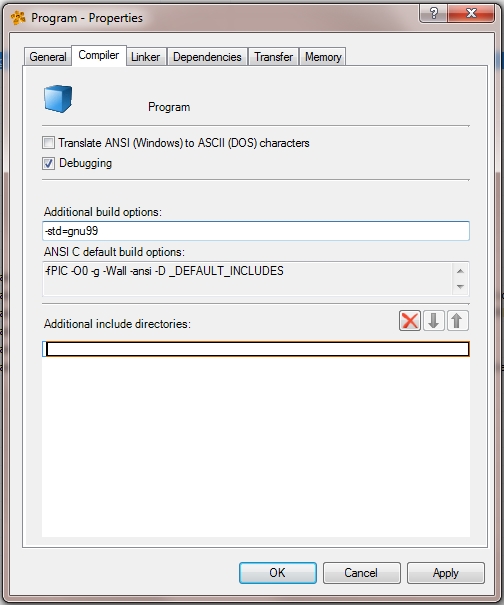 Program - Properties
General Compiler Linker Dependencies Transfer Memory
Program
Translate ANSI (Windows) to ASCII (DOS) characters
Debugging
Additional build options:
-std=gnu99
ANSI C default build options:
-fPIC -O0 -g -Wall -ansi -D _DEFAULT_INCLUDES
Additional include directories:
OK Cancel Apply